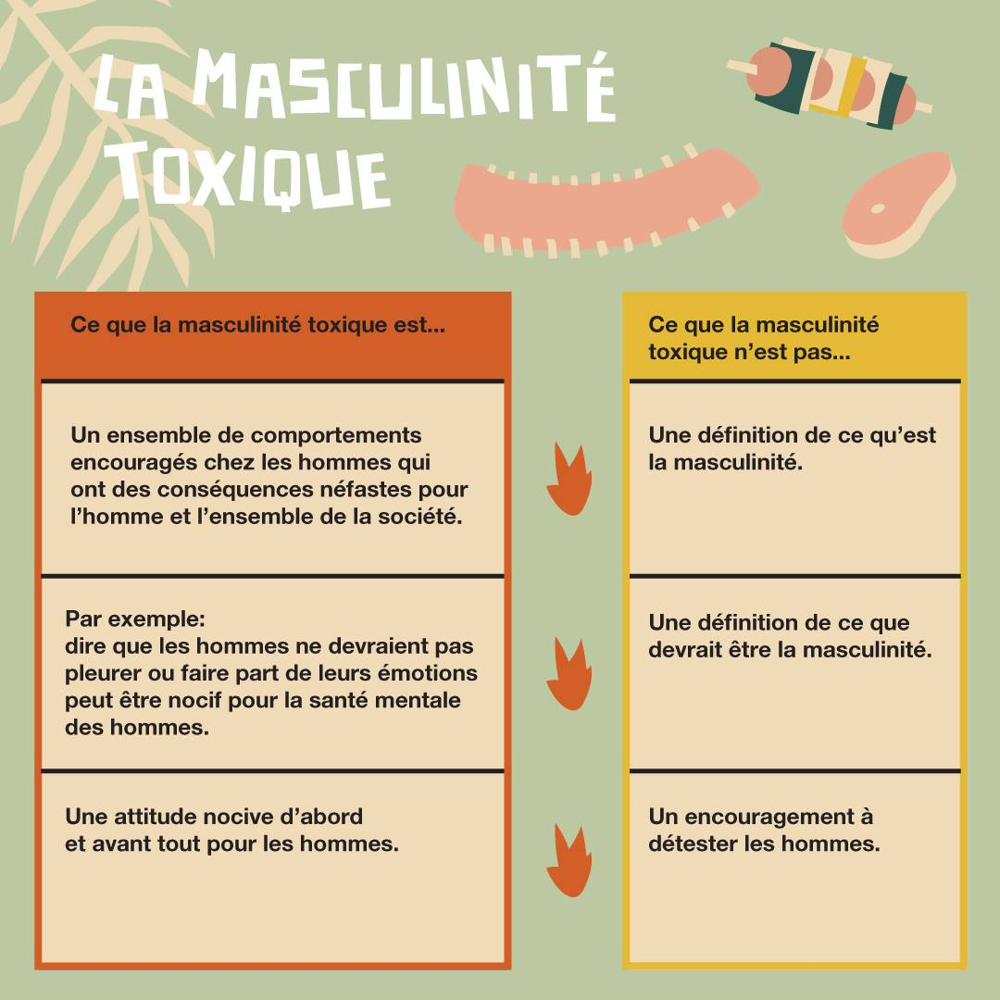 LA MASCULINITÉ
TOXIQUE
Ce que la masculinité toxique est...
Ce que la masculinité
toxique n’est pas...
Un ensemble de comportements
encouragés chez les hommes qui
ont des conséquences néfastes pour
l’homme et l’ensemble de la société.
Une définition de ce qu’est
la masculinité.
Par exemple:
dire que les hommes ne devraient pas
pleurer ou faire part de leurs émotions
peut être nocif pour la santé mentale
des hommes.
Une définition de ce que
devrait être la masculinité.
Une attitude nocive d’abord
et avant tout pour les hommes.
Un encouragement à
détester les hommes.